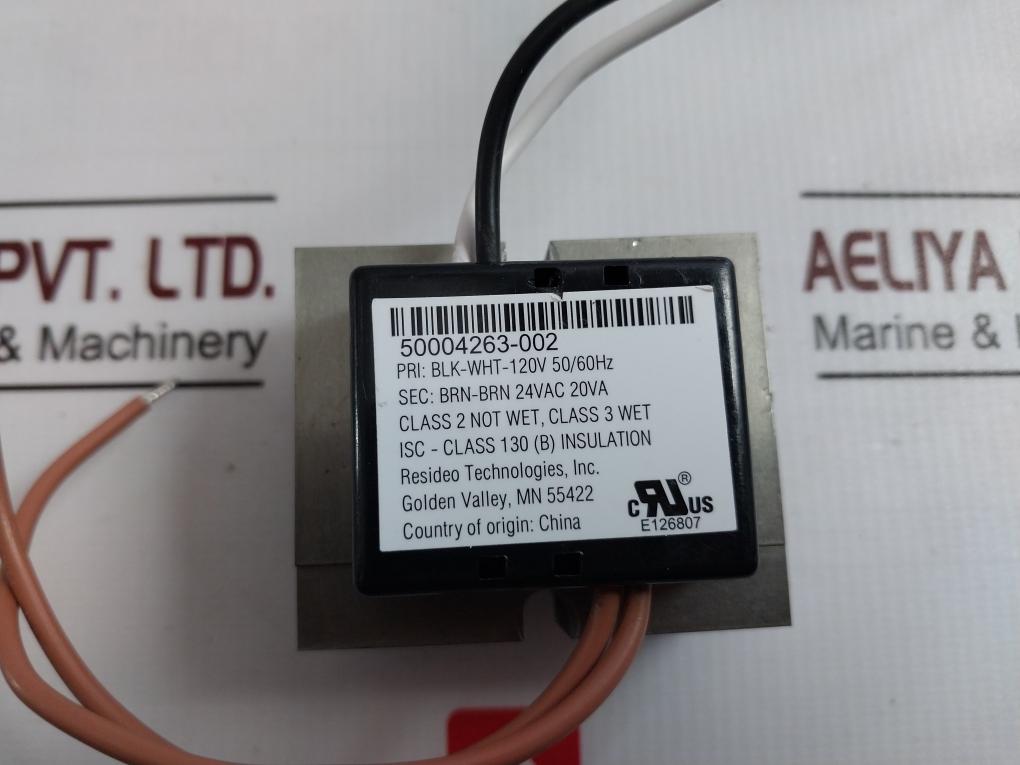 PVT. LTD.
& Machinery
AELIYA
Marine &
50004263-002
PRI: BLK-WHT-120V 50/60Hz
SEC: BRN-BRN 24VAC 20VA
CLASS 2 NOT WET, CLASS 3 WET
ISC - CLASS 130 (B) INSULATION
Resideo Technologies, Inc.
Golden Valley, MN 55422
Country of origin: China
c RU ® US
E126807